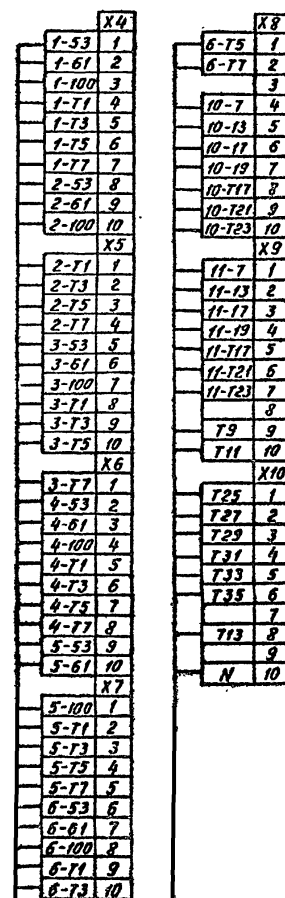 X4
1-53 1
1-61 2
1-100 3
1-T1 4
1-T3 5
1-T5 6
1-T7 7
2-53 8
2-61 9
2-100 10
X5
2-T1 1
2-T3 2
2-T5 3
2-T7 4
3-53 5
3-61 6
3-100 7
3-T1 8
3-T3 9
3-T5 10
X6
3-T7 1
4-53 2
4-61 3
4-100 4
4-T1 5
4-T3 6
4-T5 7
4-T7 8
5-53 9
5-61 10
X7
5-100 1
5-T1 2
5-T3 3
5-T5 4
5-T7 5
6-53 6
6-61 7
6-100 8
6-T1 9
6-T3 10
X8
6-T5 1
6-T7 2
3
10-7 4
10-13 5
10-17 6
10-19 7
10-T17 8
10-T21 9
10-T23 10
X9
11-7 1
11-13 2
11-17 3
11-19 4
11-T17 5
11-T21 6
11-T23 7
8
T9 9
T11 10
X10
T25 1
T27 2
T29 3
T31 4
T33 5
T35 6
7
T13 8
9
N 10